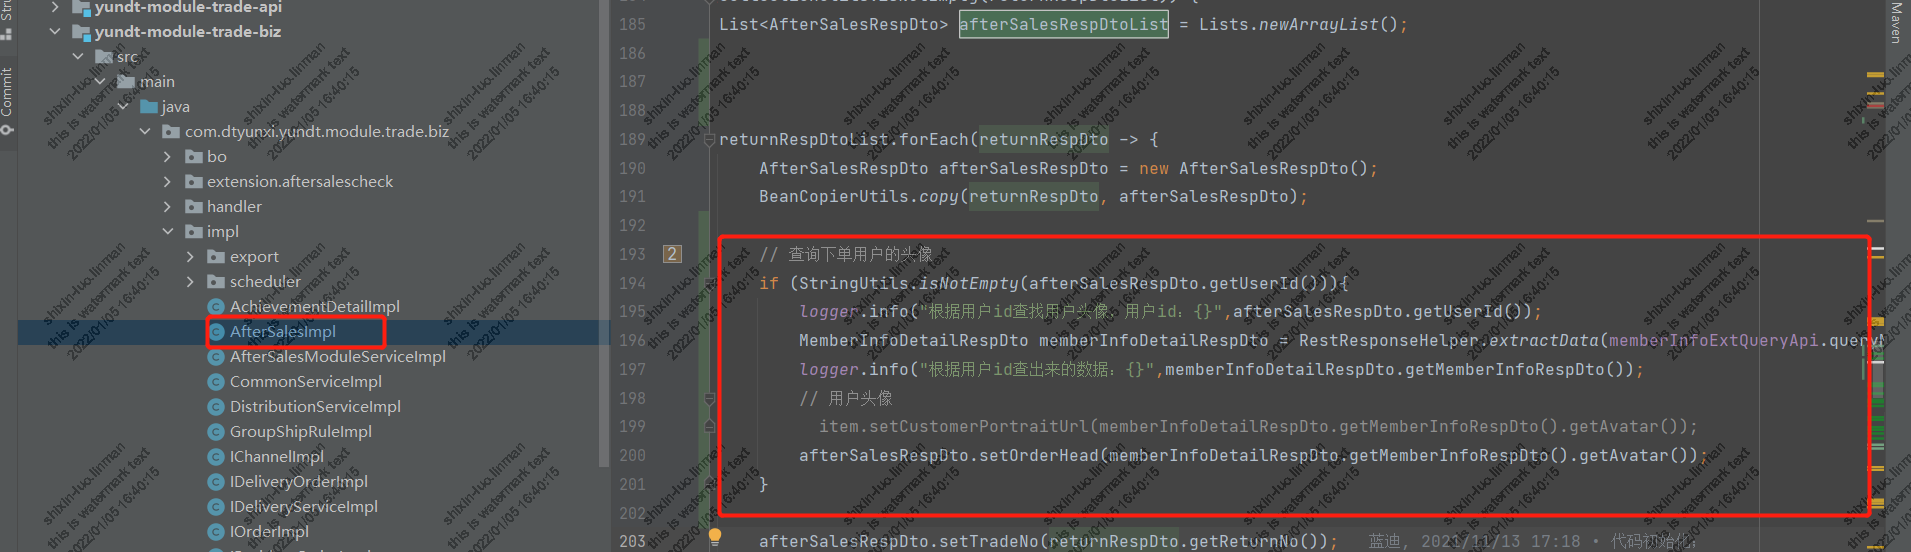 yundt-module-trade-api
yundt-module-trade-biz
src
main
java
com.dtyunxi.yundt.module.trade.biz
bo
extension.aftersalescheck
handler
impl
export
scheduler
AchievementDetailImpl
AfterSalesImpl
AfterSalesModuleServiceImpl
CommonServiceImpl
DistributionServiceImpl
GroupShipRuleImpl
IChannelImpl
IDeliveryOrderImpl
IDeliveryServiceImpl
IOrderImpl
Commit
Maven
185 List<AfterSalesRespDto> afterSalesRespDtoList = Lists.newArrayList();
186
187
188
189 returnRespDtoList.forEach(returnRespDto -> {
190 AfterSalesRespDto afterSalesRespDto = new AfterSalesRespDto();
191 BeanCopierUtils.copy(returnRespDto, afterSalesRespDto);
192
193 2 // 查询下单用户的头像
194 if (StringUtils.isNotEmpty(afterSalesRespDto.getUserId())){
195 logger.info("根据用户id查找用户头像，用户id：{}",afterSalesRespDto.getUserId());
196 MemberInfoDetailRespDto memberInfoDetailRespDto = RestResponseHelper.extractData(memberInfoExtQueryApi.query
197 logger.info("根据用户id查出来的数据：{}",memberInfoDetailRespDto.getMemberInfoRespDto());
198 // 用户头像
199 item.setCustomerPortraitUrl(memberInfoDetailRespDto.getMemberInfoRespDto().getAvatar());
200 afterSalesRespDto.setOrderHead(memberInfoDetailRespDto.getMemberInfoRespDto().getAvatar());
201 }
202
203 afterSalesRespDto.setTradeNo(returnRespDto.getReturnNo()); 蓝迪, 2021/11/13 17:18 • 代码初始化;
shixin-luo.linman
this is watermark text
2022/01/05 16:40:15